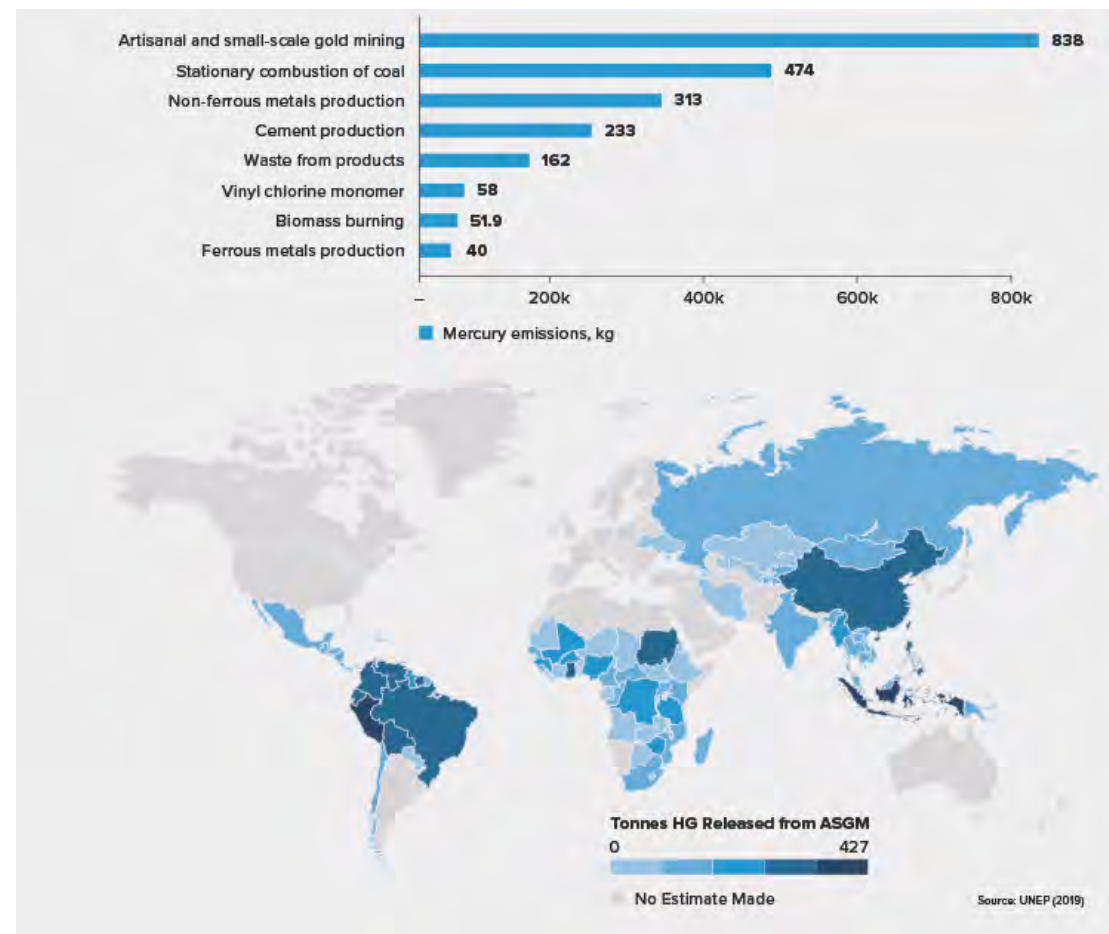 Artisanal and small-scale gold mining 838
Stationary combustion of coal 474
Non-ferrous metals production 313
Cement production 233
Waste from products 162
Vinyl chlorine monomer 58
Biomass burning 51.9
Ferrous metals production 40
– 200k 400k 600k 800k
Mercury emissions, kg
Tonnes HG Released from ASGM
0 427
No Estimate Made
Source: UNEP (2019)